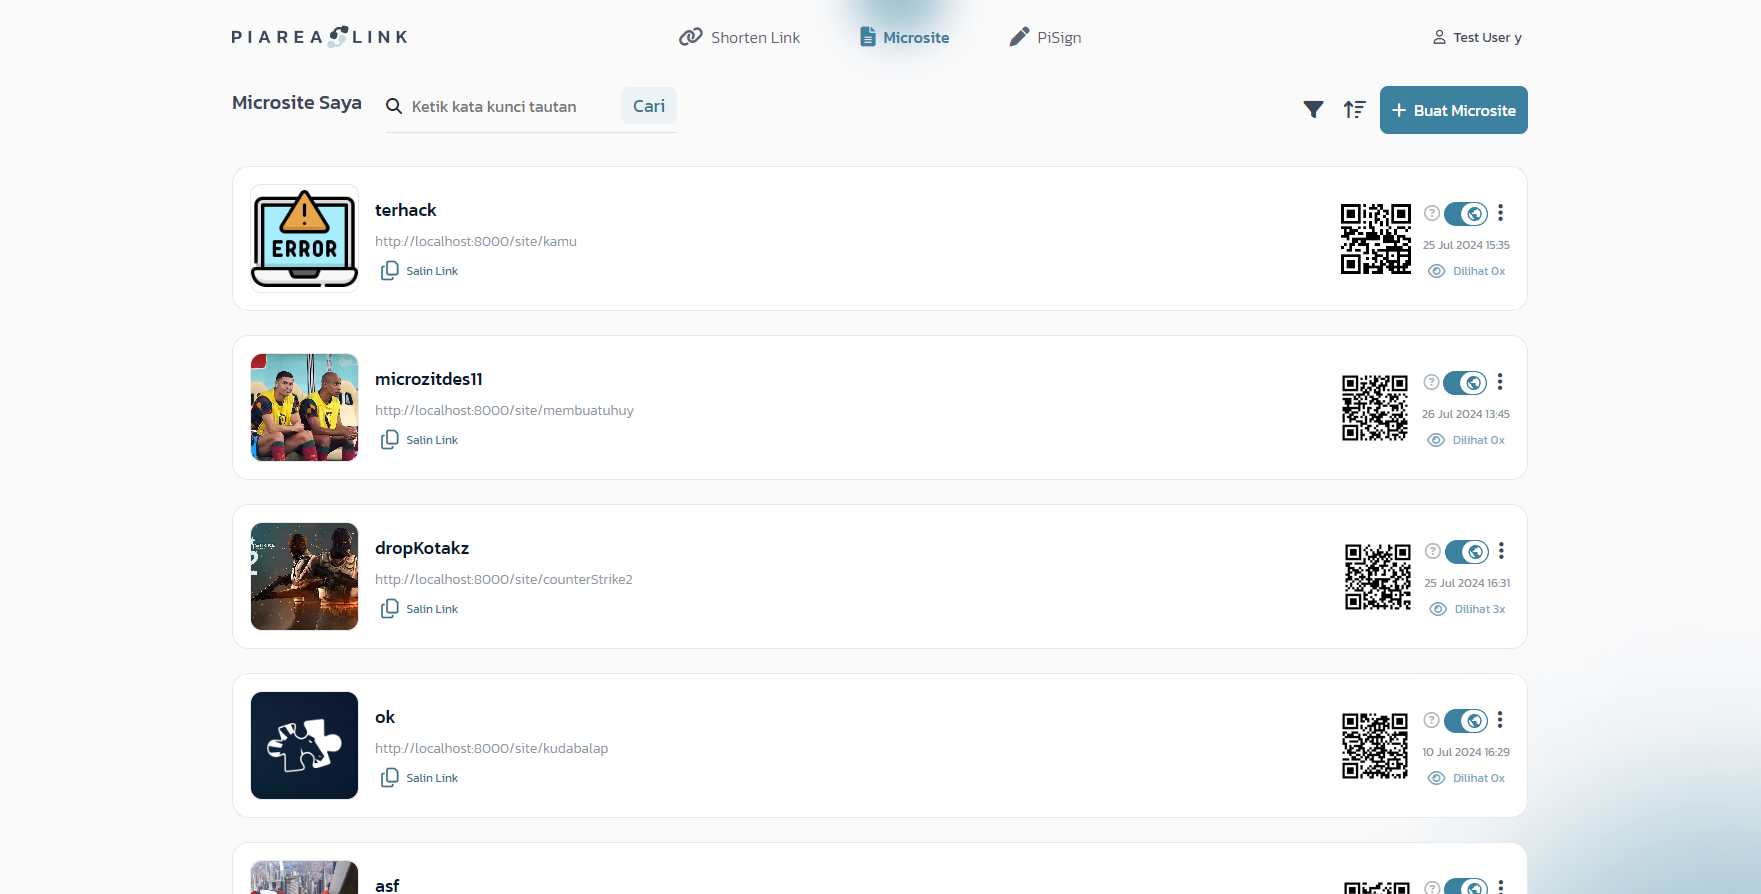 PIAREA LINK
Shorten Link
Microsite
PiSign
Test User y
Microsite Saya
Ketik kata kunci tautan
Cari
Buat Microsite
ERROR
terhack
http://localhost:8000/site/kamu
Salin Link
25 Jul 2024 15:35
Dilihat 0x
microzitdes11
http://localhost:8000/site/membuatuhuy
Salin Link
26 Jul 2024 13:45
Dilihat 0x
2
dropKotakz
http://localhost:8000/site/counterStrike2
Salin Link
25 Jul 2024 16:31
Dilihat 3x
ok
http://localhost:8000/site/kudabalap
Salin Link
10 Jul 2024 16:29
Dilihat 0x
asf